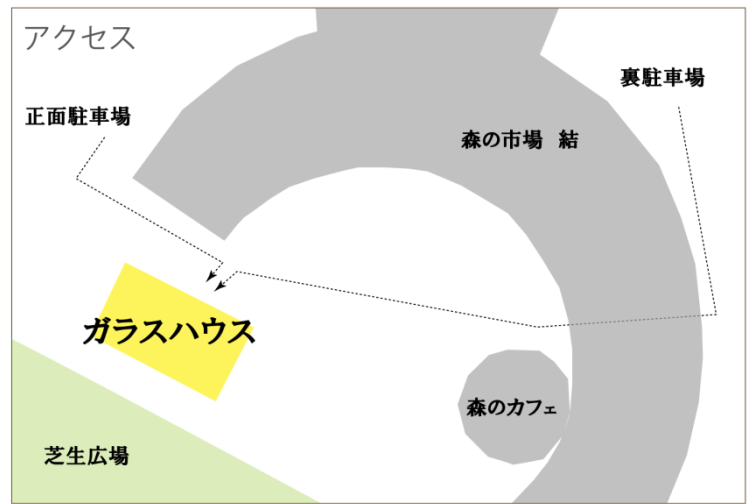 アクセス
裏駐車場
正面駐車場
森の市場 結
ガラスハウス
森のカフェ
芝生広場